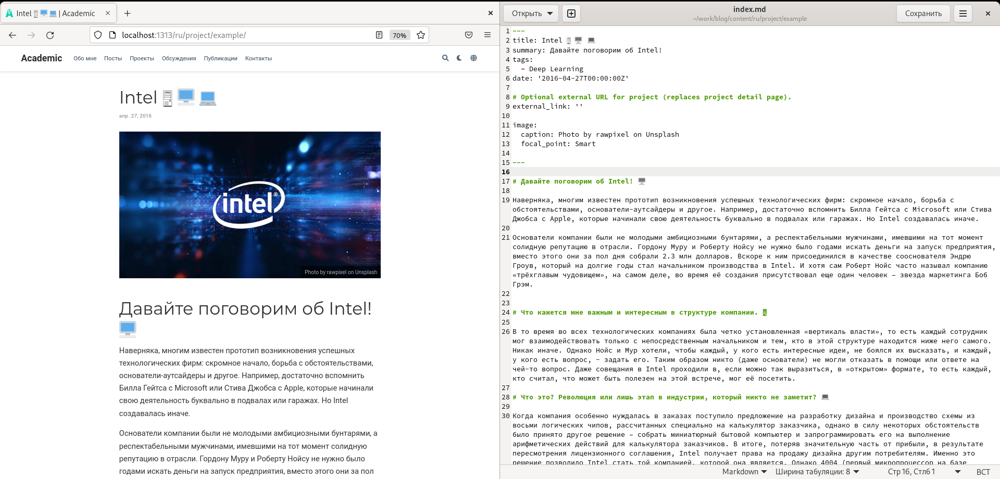 Intel 🖥💻 | Academic
localhost:1313/ru/project/example/
70%
Academic
Обо мне
Посты
Проекты
Обсуждения
Публикации
Контакты
Intel
апр. 27, 2016
intel®
Photo by rawpixel on Unsplash
Давайте поговорим об Intel!
Наверняка, многим известен прототип возникновения успешных
технологических фирм: скромное начало, борьба с обстоятельствами,
основатели-аутсайдеры и другое. Например, достаточно вспомнить
Билла Гейтса с Microsoft или Стива Джобса с Apple, которые начинали
свою деятельность буквально в подвалах или гаражах. Но Intel
создавалась иначе.
Основатели компании были не молодыми амбициозными бунтарями, а
респектабельными мужчинами, имевшими на тот момент солидную
репутацию в отрасли. Гордону Муру и Роберту Нойсу не нужно было
годами искать деньги на запуск предприятия, вместо этого они за пол
Открыть
index.md
~/work/blog/content/ru/project/example
Сохранить
1 ---
2 title: Intel 🖥 💻
3 summary: Давайте поговорим об Intel!
4 tags:
5 - Deep Learning
6 date: '2016-04-27T00:00:00Z'
7
8 # Optional external URL for project (replaces project detail page).
9 external_link: ''
10
11 image:
12 caption: Photo by rawpixel on Unsplash
13 focal_point: Smart
14
15 ---
16
17 # Давайте поговорим об Intel! 🖥
18
19 Наверняка, многим известен прототип возникновения успешных технологических фирм: скромное начало, борьба с
обстоятельствами, основатели-аутсайдеры и другое. Например, достаточно вспомнить Билла Гейтса с Microsoft или Стива
Джобса с Apple, которые начинали свою деятельность буквально в подвалах или гаражах. Но Intel создавалась иначе.
20
21 Основатели компании были не молодыми амбициозными бунтарями, а респектабельными мужчинами, имевшими на тот момент
солидную репутацию в отрасли. Гордону Муру и Роберту Нойсу не нужно было годами искать деньги на запуск предприятия,
вместо этого они за пол дня собрали 2.3 млн долларов. Вскоре к ним присоединился в качестве сооснователя Эндрю
Гроув, который на долгие годы стал начальником производства в Intel. И хотя сам Роберт Нойс часто называл компанию
«трёхглавым чудовищем», на самом деле, во время её создания присутствовал еще один человек – звезда маркетинга Боб
Грэм.
22
23
24 # Что кажется мне важным и интересным в структуре компании.
25
26 В то время во всех технологических компаниях была четко установленная «вертикаль власти», то есть каждый сотрудник
мог взаимодействовать только с непосредственным начальником и тем, кто в этой структуре находится ниже него самого.
Никак иначе. Однако Нойс и Мур хотели, чтобы каждый, у кого есть интересные идеи, не боялся их высказать, и каждый,
у кого есть вопрос, – задать его. Таким образом никто (даже основатели) не могли отказать в помощи или ответе на
чей-то вопрос. Даже совещания в Intel проходили в, если можно так выразиться, в «открытом» формате, то есть каждый,
кто считал, что может быть полезен на этой встрече, мог её посетить.
27
28 # Что это? Революция или лишь этап в индустрии, который никто не заметит? 💻
29
30 Когда компания особенно нуждалась в заказах поступило предложение на разработку дизайна и производство схемы из
восьми логических чипов, рассчитанных специально на калькулятор заказчика, однако в силу некоторых обстоятельств
было принято другое решение – собрать миниатюрный бытовой компьютер и запрограммировать его на выполнение
арифметических действий для калькулятора заказчиков. В итоге, потеряв значительную часть от прибыли, в результате
пересмотрения лицензионного соглашения, Intel получает права на продажу дизайна другим потребителям. Именно это
решение позволило Intel стать той компанией, которой она является. Однако 4004 (первый микропроцессор на базе
Markdown
Ширина табуляции: 8
Стр 16, Стлб 1
ВСТ